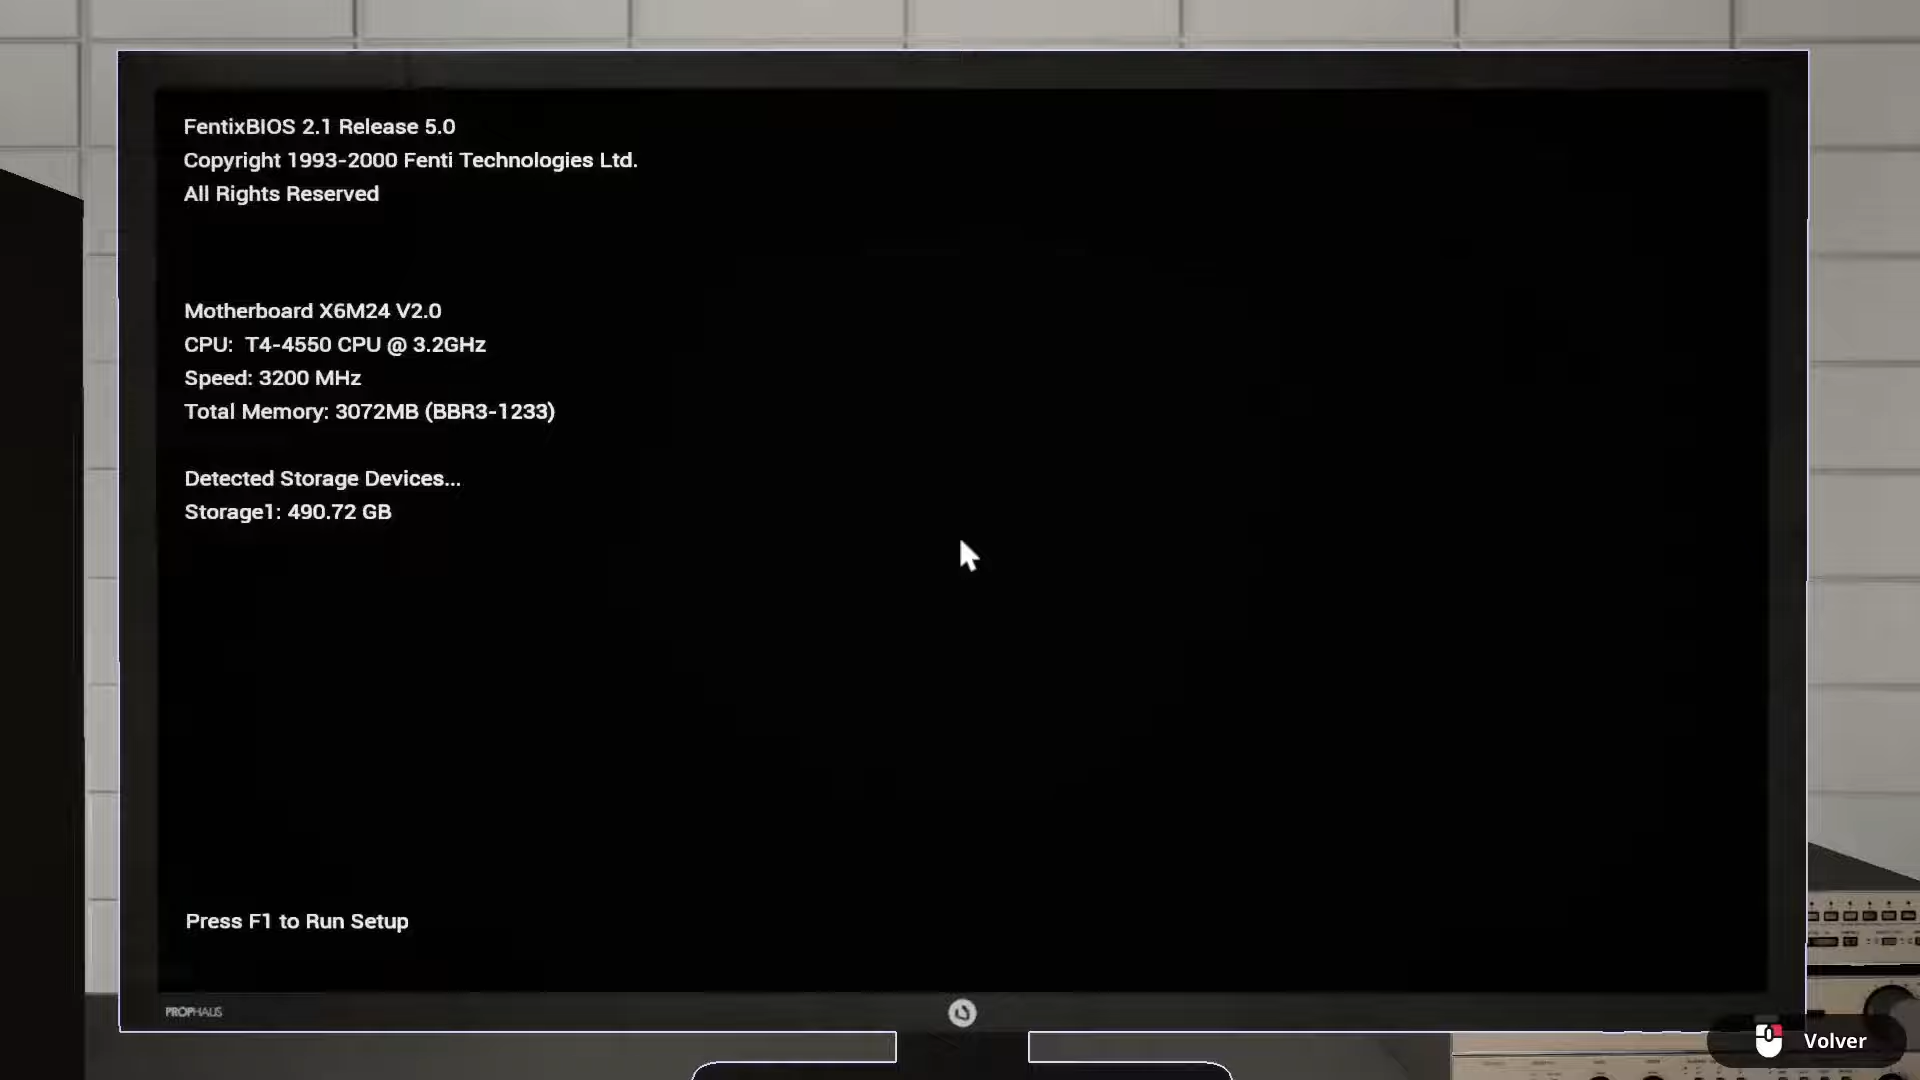 FentixBIOS 2.1 Release 5.0
Copyright 1993-2000 Fenti Technologies Ltd.
All Rights Reserved
Motherboard X6M24 V2.0
CPU: T4-4550 CPU @ 3.2GHz
Speed: 3200 MHz
Total Memory: 3072MB (BBR3-1233)
Detected Storage Devices...
Storage1: 490.72 GB
Press F1 to Run Setup
PROPHAUS
Volver